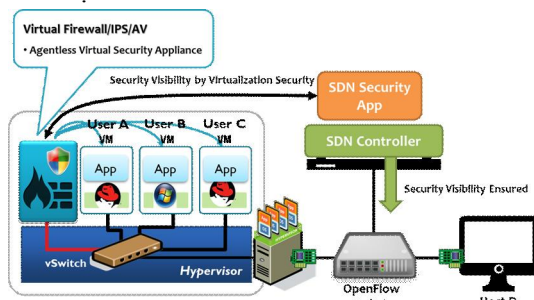 Virtual Firewall/IPS/AV
• Agentless Virtual Security Appliance
Security Visibility by Virtualization Security
SDN Security
App
SDN Controller
User A
User B
User C
VM
VM
VM
App
App
App
Security Visibility Ensured
vSwitch
Hypervisor
OpenFlow